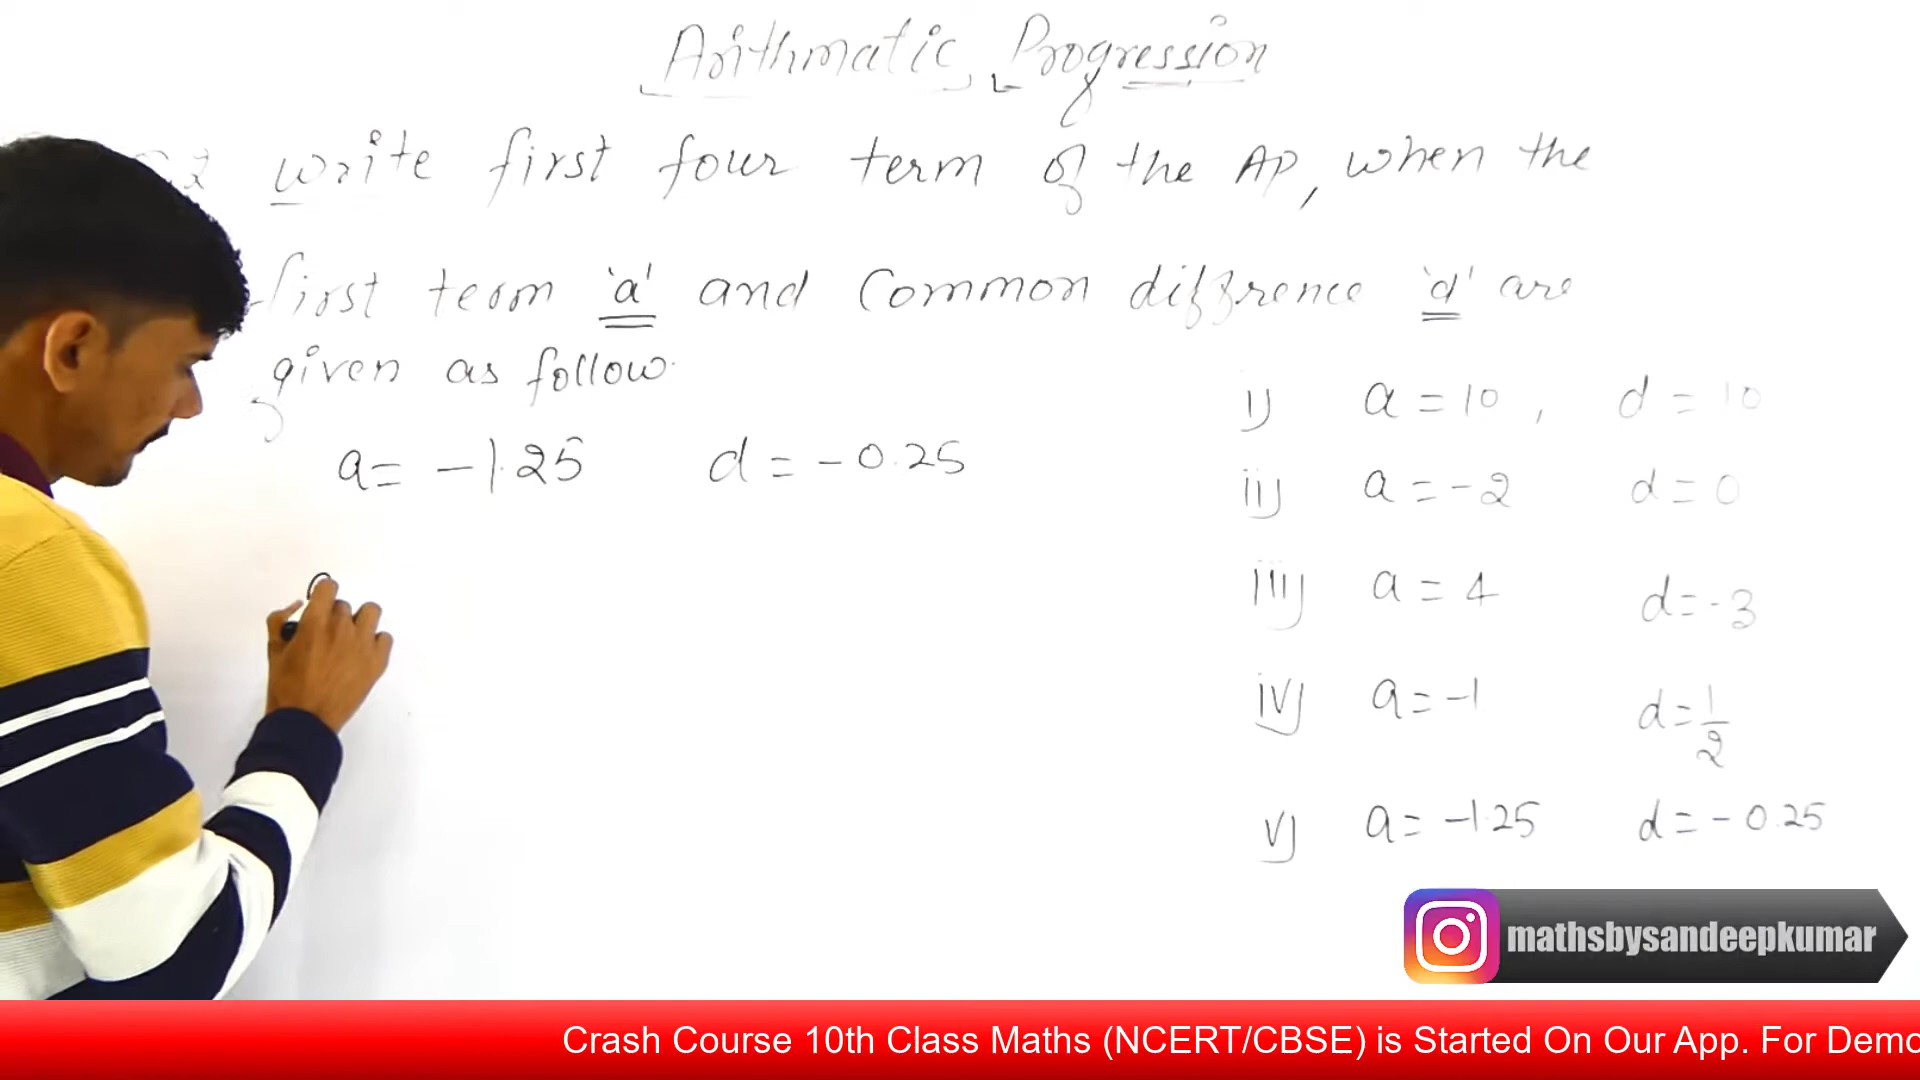 Arithmatic Progression
2 write first four term of the AP, when the
first term 'a' and Common diffrence 'd' are
given as follow.
a = -1.25 d = -0.25
i) a = 10 , d = 10
ii) a = -2 d = 0
iii) a = 4 d = -3
iv) a = -1 d = 1/2
v) a = -1.25 d = -0.25
mathsbysandeepkumar
Crash Course 10th Class Maths (NCERT/CBSE) is Started On Our App. For Demo